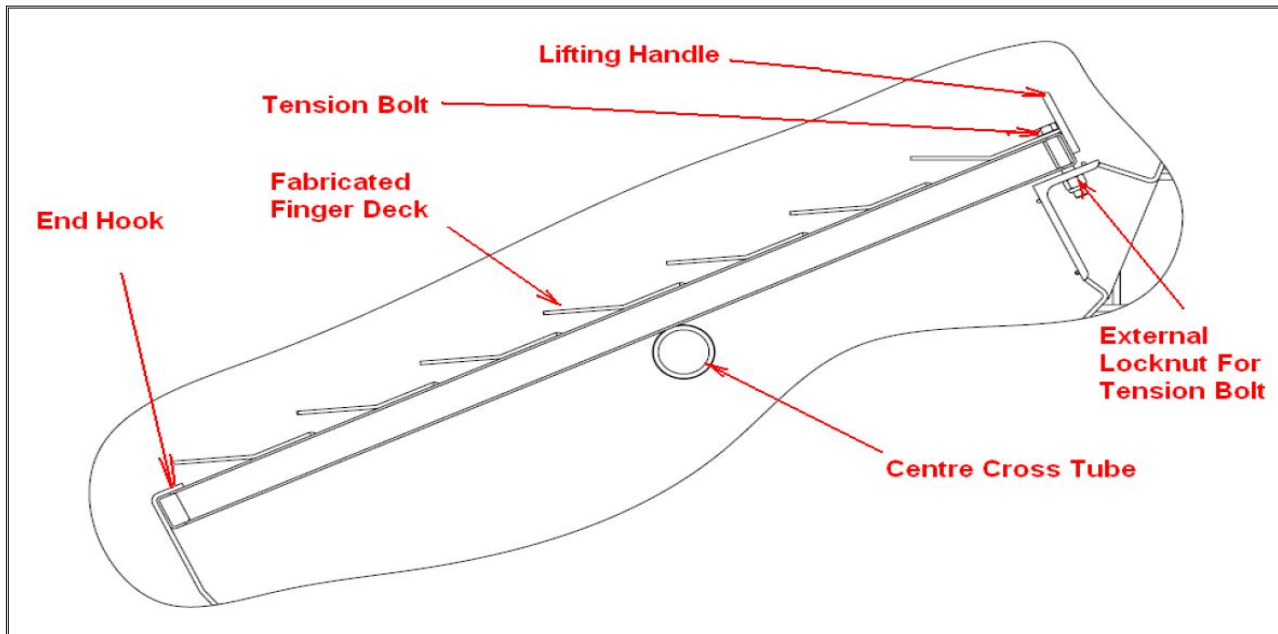 Lifting Handle
Tension Bolt
Fabricated
Finger Deck
End Hook
External
Locknut For
Tension Bolt
Centre Cross Tube